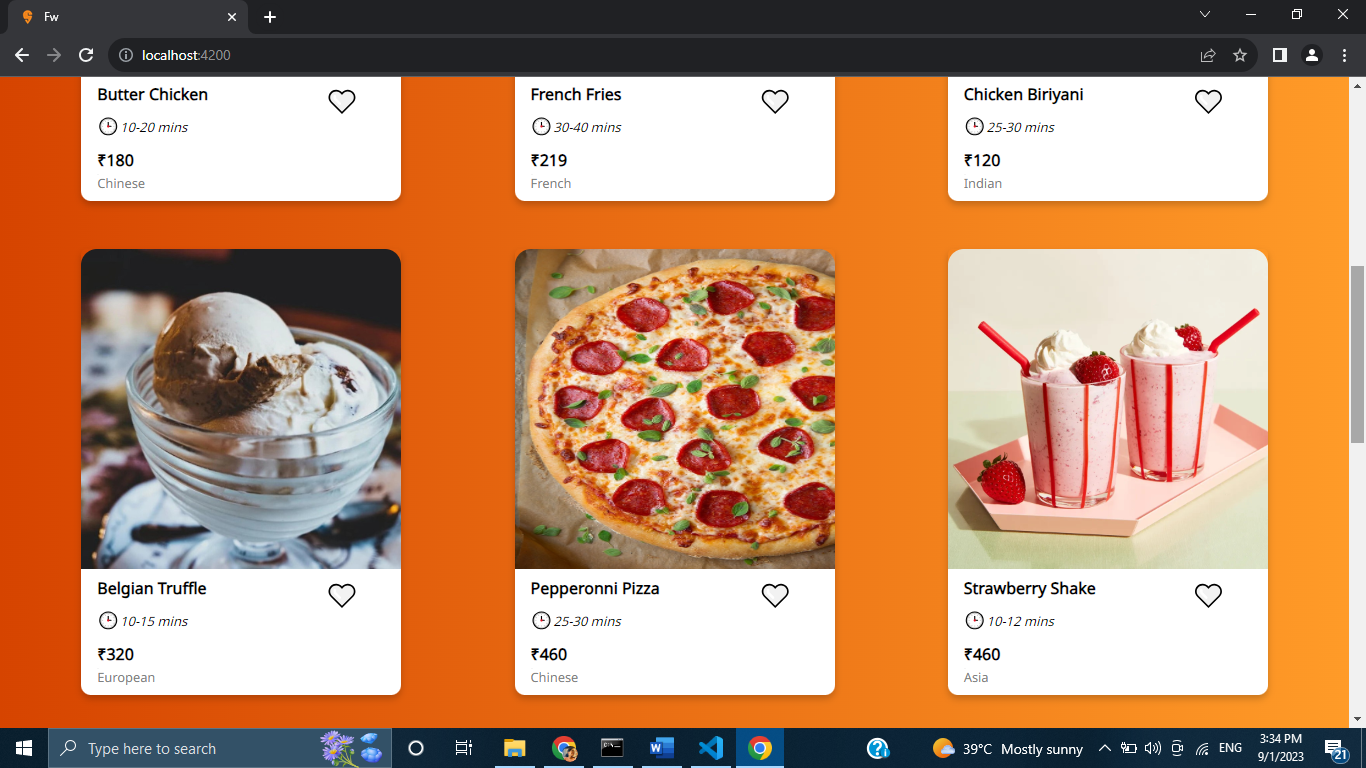 Fw
localhost:4200
Butter Chicken
10-20 mins
₹180
Chinese
French Fries
30-40 mins
₹219
French
Chicken Biriyani
25-30 mins
₹120
Indian
Belgian Truffle
10-15 mins
₹320
European
Pepperonni Pizza
25-30 mins
₹460
Chinese
Strawberry Shake
10-12 mins
₹460
Asia
Type here to search
39°C Mostly sunny
ENG
3:34 PM
9/1/2023
21